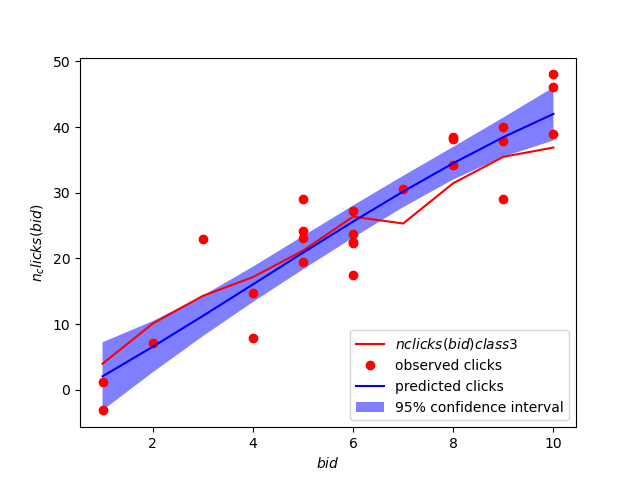 50
40
30
20
10
0
n_clicks(bid)
2
4
6
8
10
bid
nclicks(bid)class3
observed clicks
predicted clicks
95% confidence interval